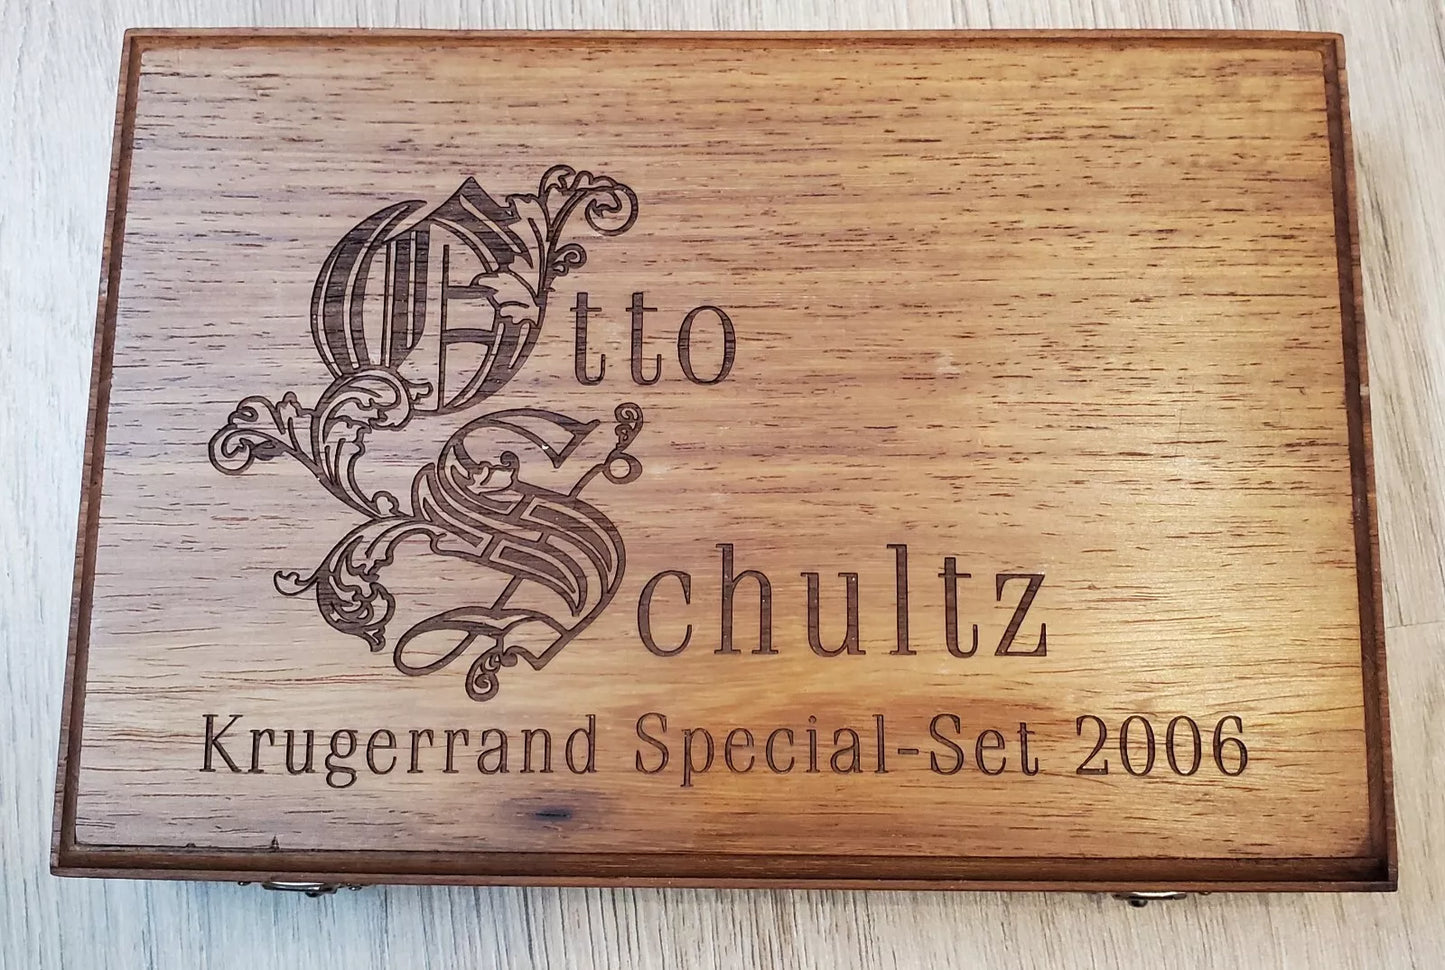 Otto
Schultz
Krugerrand Special-Set 2006